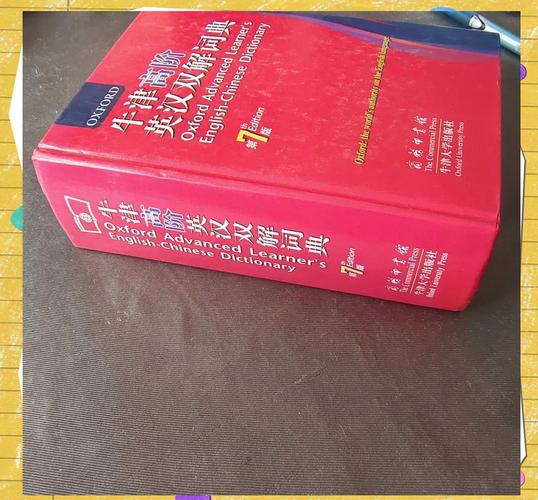 OXFORD
牛津高阶
英汉双解词典
Oxford Advanced Learner's
English-Chinese Dictionary
第7版
7th Edition
Oxford: the world's authority on the English language
商务印书馆
The Commercial Press
牛津大学出版社
Oxford University Press
牛津高阶英汉双解词典
Oxford Advanced Learner's
English-Chinese Dictionary
第7版
7th Edition
商务印书馆
The Commercial Press
牛津大学出版社
Oxford University Press